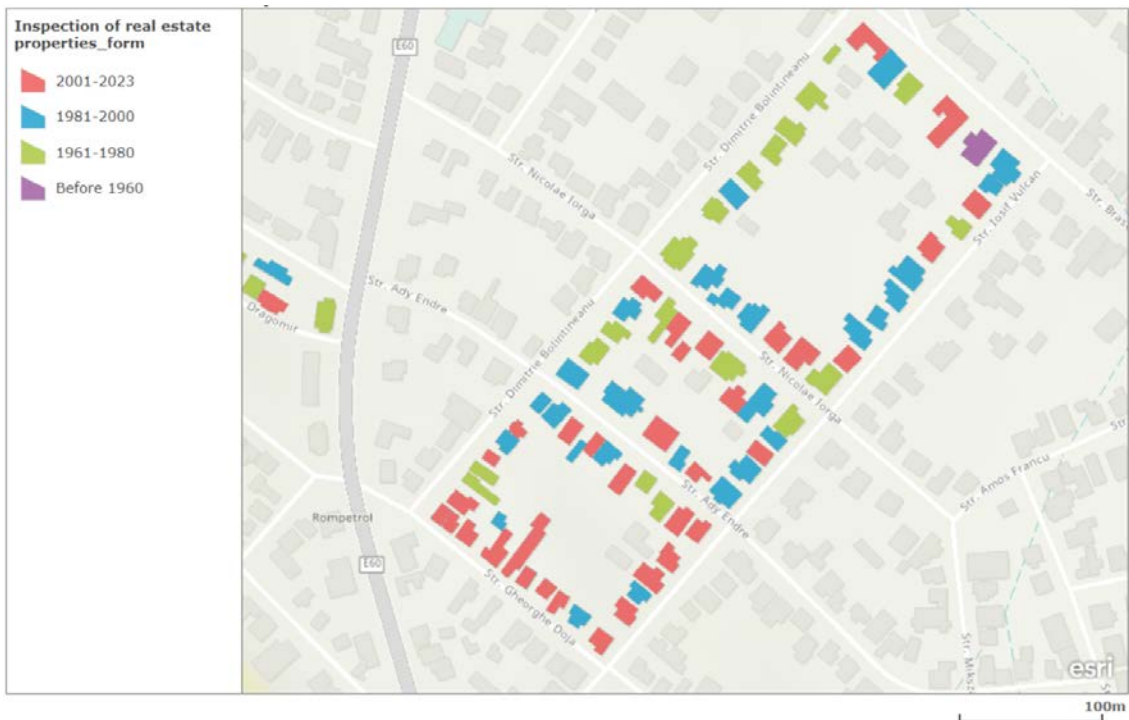 Inspection of real estate
properties_form
2001-2023
1981-2000
1961-1980
Before 1960
E60
Str. Dimitrie Bolintineanu
Str. Nicolae Iorga
Str. Iosif Vulcan
Str. Ady Endre
Dragomir
Str. Dimitrie Bolintineanu
Str. Nicolae Iorga
Str. Amos Francu
Str
Str. Ady Endre
Rompetrol
E60
Str. Gheorghe Doja
esri
100m